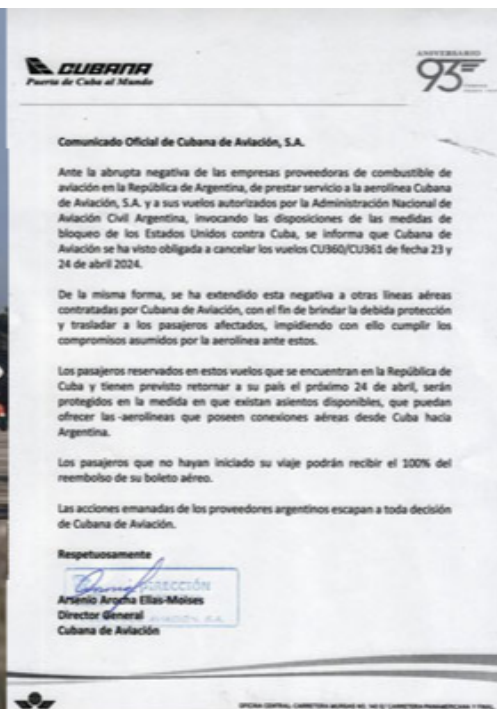 CUBANA
Puerta de Cuba al Mundo
ANIVERSARIO
93
Comunicado Oficial de Cubana de Aviación, S.A.
Ante la abrupta negativa de las empresas proveedoras de combustible de
aviación en la República de Argentina, de prestar servicio a la aerolínea Cubana
de Aviación, S.A. y a sus vuelos autorizados por la Administración Nacional de
Aviación Civil Argentina, invocando las disposiciones de las medidas de
bloqueo de los Estados Unidos contra Cuba, se informa que Cubana de
Aviación se ha visto obligada a cancelar los vuelos CU360/CU361 de fecha 23 y
24 de abril 2024.
De la misma forma, se ha extendido esta negativa a otras líneas aéreas
contratadas por Cubana de Aviación, con el fin de brindar la debida protección
y trasladar a los pasajeros afectados, impidiendo con ello cumplir los
compromisos asumidos por la aerolínea ante estos.
Los pasajeros reservados en estos vuelos que se encuentran en la República de
Cuba y tienen previsto retornar a su país el próximo 24 de abril, serán
protegidos en la medida en que existan asientos disponibles, que puedan
ofrecer las -aerolíneas que poseen conexiones aéreas desde Cuba hacia
Argentina.
Los pasajeros que no hayan iniciado su viaje podrán recibir el 100% del
reembolso de su boleto aéreo.
Las acciones emanadas de los proveedores argentinos escapan a toda decisión
de Cubana de Aviación.
Respetuosamente
DIRECCIÓN
Arsenio Arocha Elías-Moises
Director General
Cubana de Aviación